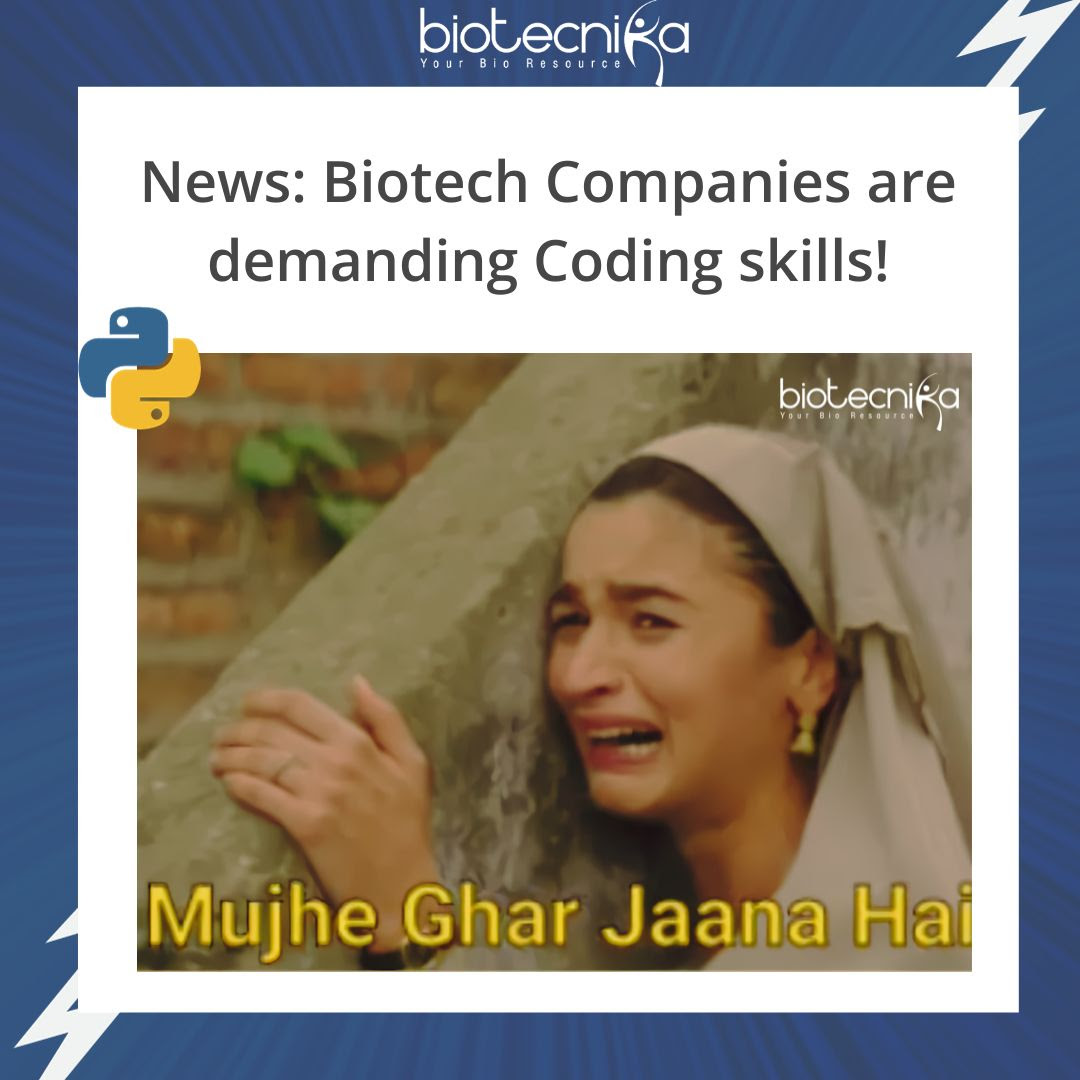 biotecnika
Your Bio Resource
News: Biotech Companies are
demanding Coding skills!
biotecnika
Your Bio Resource
Mujhe Ghar Jaana Hai